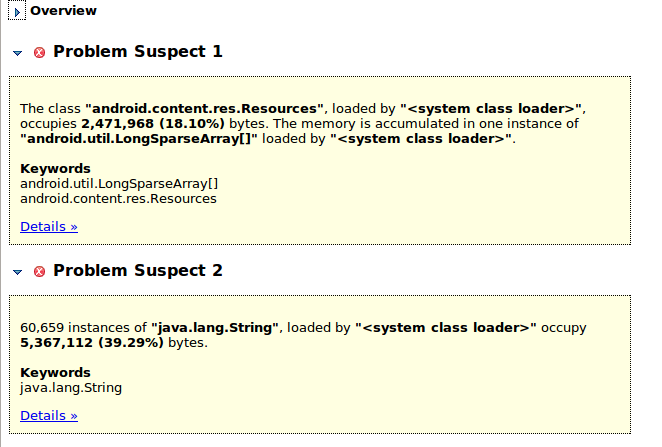 Overview
Problem Suspect 1
The class "android.content.res.Resources", loaded by "<system class loader>",
occupies 2,471,968 (18.10%) bytes. The memory is accumulated in one instance of
"android.util.LongSparseArray[]" loaded by "<system class loader>".
Keywords
android.util.LongSparseArray[]
android.content.res.Resources
Details »
Problem Suspect 2
60,659 instances of "java.lang.String", loaded by "<system class loader>" occupy
5,367,112 (39.29%) bytes.
Keywords
java.lang.String
Details »